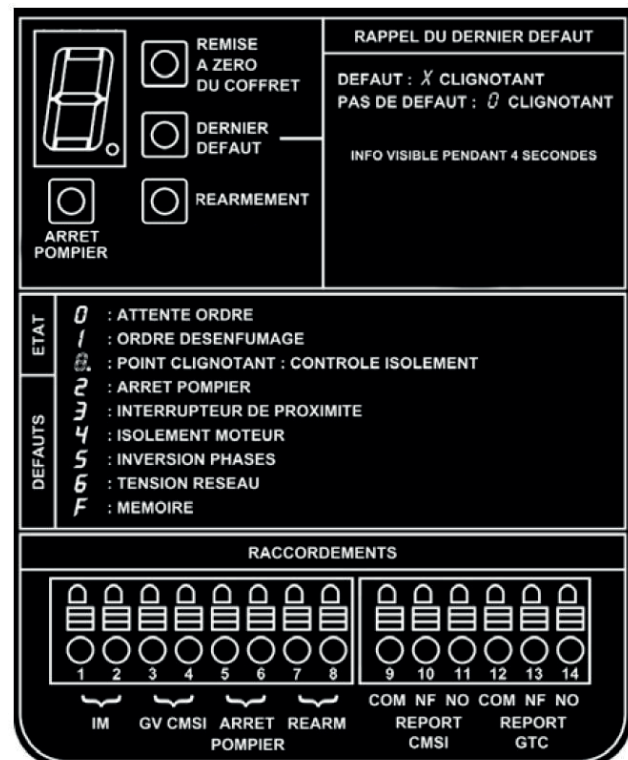 REMISE
A ZERO
DU COFFRET
DERNIER
DEFAUT
REARMEMENT
ARRET
POMPIER
RAPPEL DU DERNIER DEFAUT
DEFAUT : X CLIGNOTANT
PAS DE DEFAUT : 0 CLIGNOTANT
INFO VISIBLE PENDANT 4 SECONDES
ETAT
0 : ATTENTE ORDRE
1 : ORDRE DESENFUMAGE
8. : POINT CLIGNOTANT : CONTROLE ISOLEMENT
DEFAUTS
2 : ARRET POMPIER
3 : INTERRUPTEUR DE PROXIMITE
4 : ISOLEMENT MOTEUR
5 : INVERSION PHASES
6 : TENSION RESEAU
F : MEMOIRE
RACCORDEMENTS
1 2 3 4 5 6 7 8 9 10 11 12 13 14
IM GV CMSI ARRET POMPIER REARM
COM NF NO COM NF NO
REPORT CMSI REPORT GTC